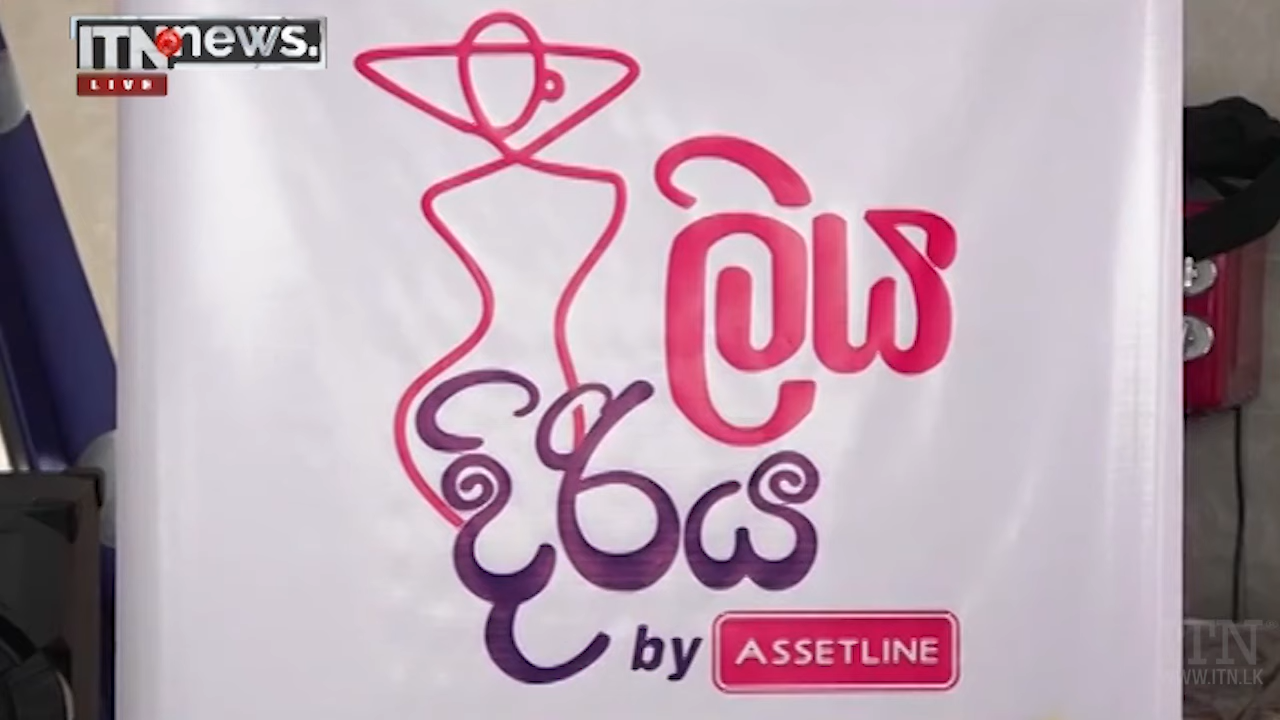 ITN news.
LIVE
ලිය
දිරිය
by ASSETLINE
ITN
WWW.ITN.LK